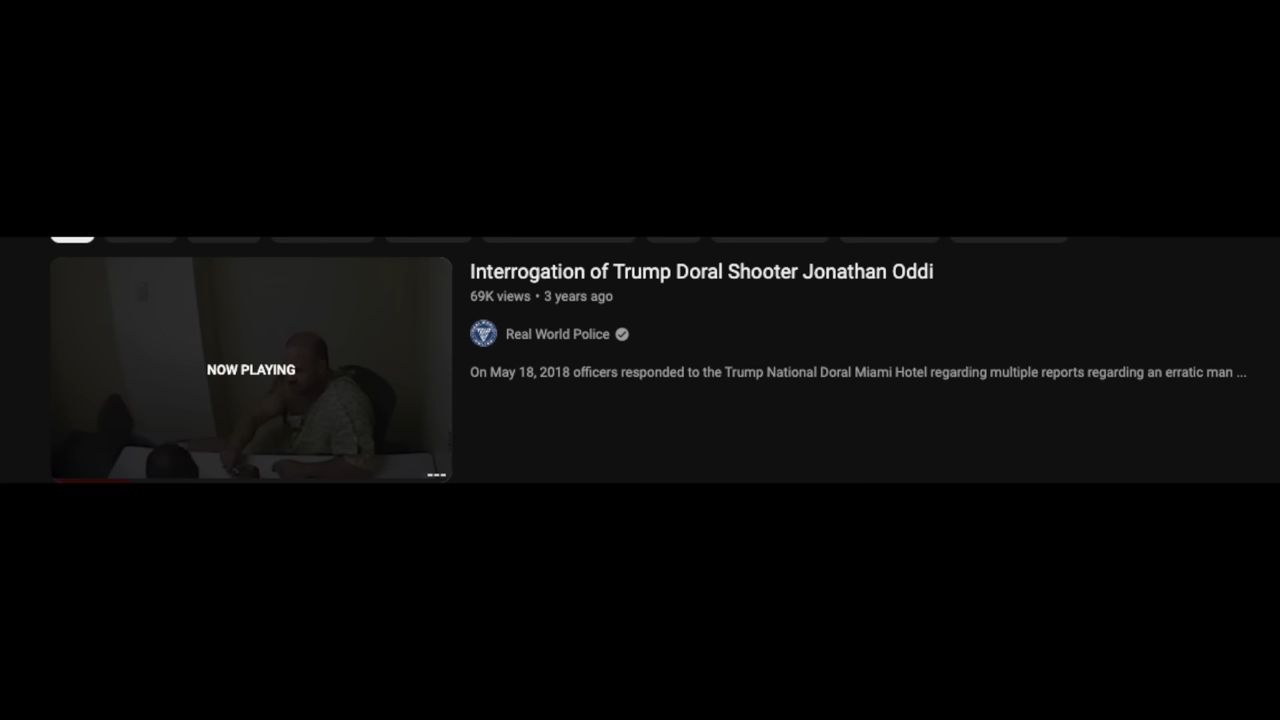 Interrogation of Trump Doral Shooter Jonathan Oddi
69K views • 3 years ago
Real World Police
NOW PLAYING
On May 18, 2018 officers responded to the Trump National Doral Miami Hotel regarding multiple reports regarding an erratic man ...